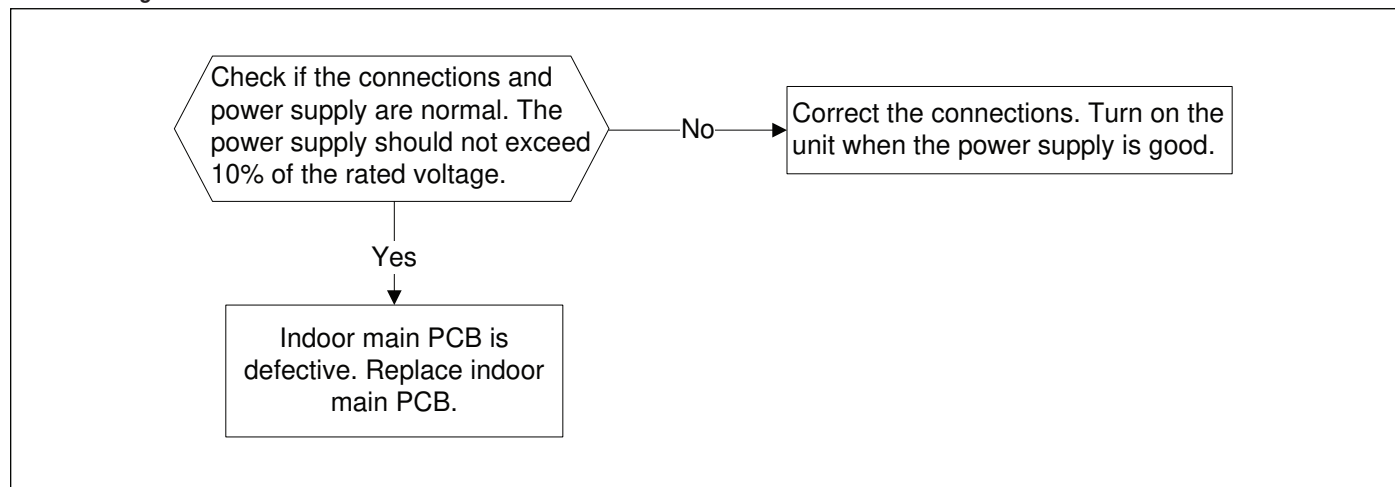 Check if the connections and
power supply are normal. The
power supply should not exceed
10% of the rated voltage.
No
Correct the connections. Turn on the
unit when the power supply is good.
Yes
Indoor main PCB is
defective. Replace indoor
main PCB.